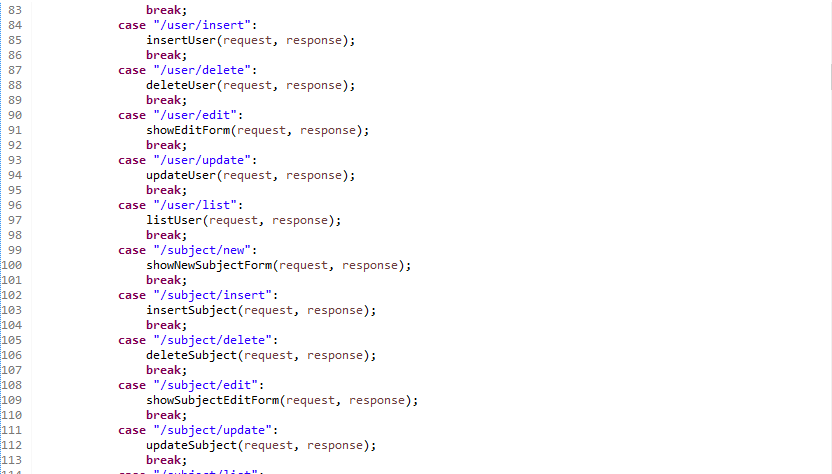 83 break;
84 case "/user/insert":
85 insertUser(request, response);
86 break;
87 case "/user/delete":
88 deleteUser(request, response);
89 break;
90 case "/user/edit":
91 showEditForm(request, response);
92 break;
93 case "/user/update":
94 updateUser(request, response);
95 break;
96 case "/user/list":
97 listUser(request, response);
98 break;
99 case "/subject/new":
100 showNewSubjectForm(request, response);
101 break;
102 case "/subject/insert":
103 insertSubject(request, response);
104 break;
105 case "/subject/delete":
106 deleteSubject(request, response);
107 break;
108 case "/subject/edit":
109 showSubjectEditForm(request, response);
110 break;
111 case "/subject/update":
112 updateSubject(request, response);
113 break;
114 case "/subject/list":